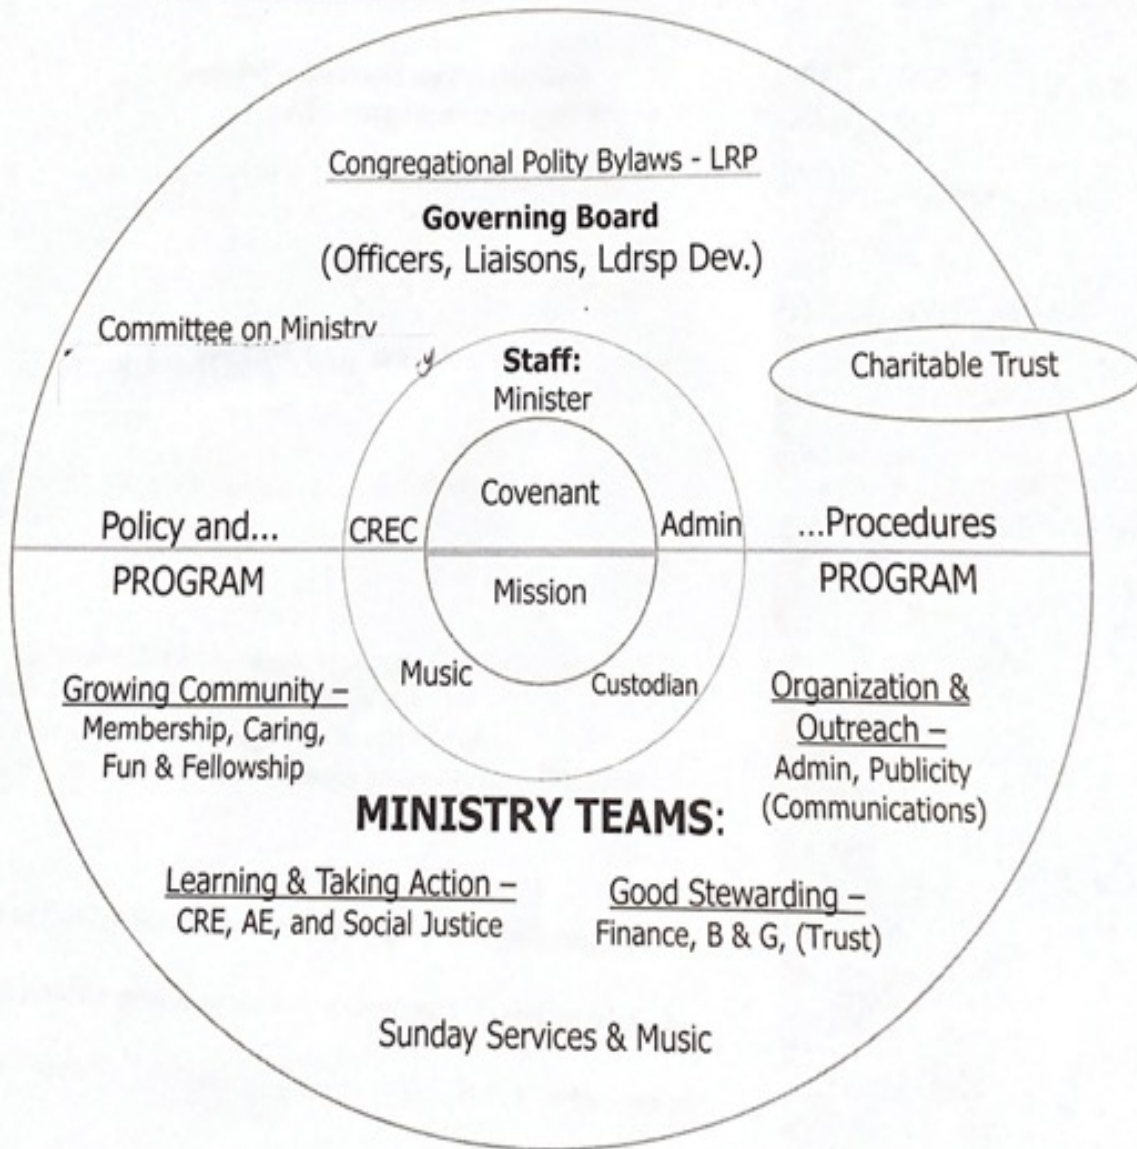 Congregational Polity Bylaws - LRP
Governing Board
(Officers, Liaisons, Ldrsp Dev.)
Committee on Ministry
y
Staff:
Minister
Charitable Trust
Covenant
Policy and...
CREC
Admin
...Procedures
PROGRAM
Mission
PROGRAM
Music
Custodian
Growing Community –
Membership, Caring,
Fun & Fellowship
Organization &
Outreach –
Admin, Publicity
(Communications)
MINISTRY TEAMS:
Learning & Taking Action –
CRE, AE, and Social Justice
Good Stewarding –
Finance, B & G, (Trust)
Sunday Services & Music